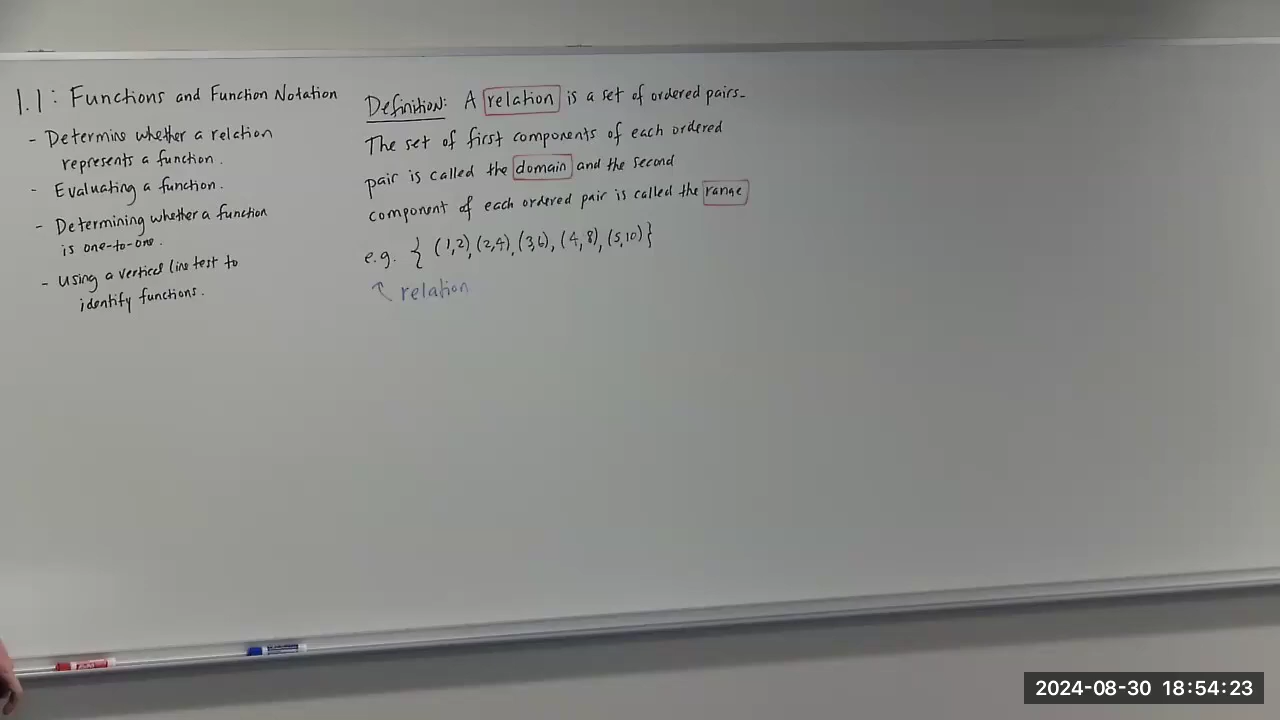 1.1: Functions and Function Notation
- Determine whether a relation
represents a function.
- Evaluating a function.
- Determining whether a function
is one-to-one.
- Using a vertical line test to
identify functions.
Definition: A relation is a set of ordered pairs.
The set of first components of each ordered
pair is called the domain and the second
component of each ordered pair is called the range
e.g. { (1,2), (2,4), (3,6), (4,8), (5,10) }
↖ relation
2024-08-30 18:54:23